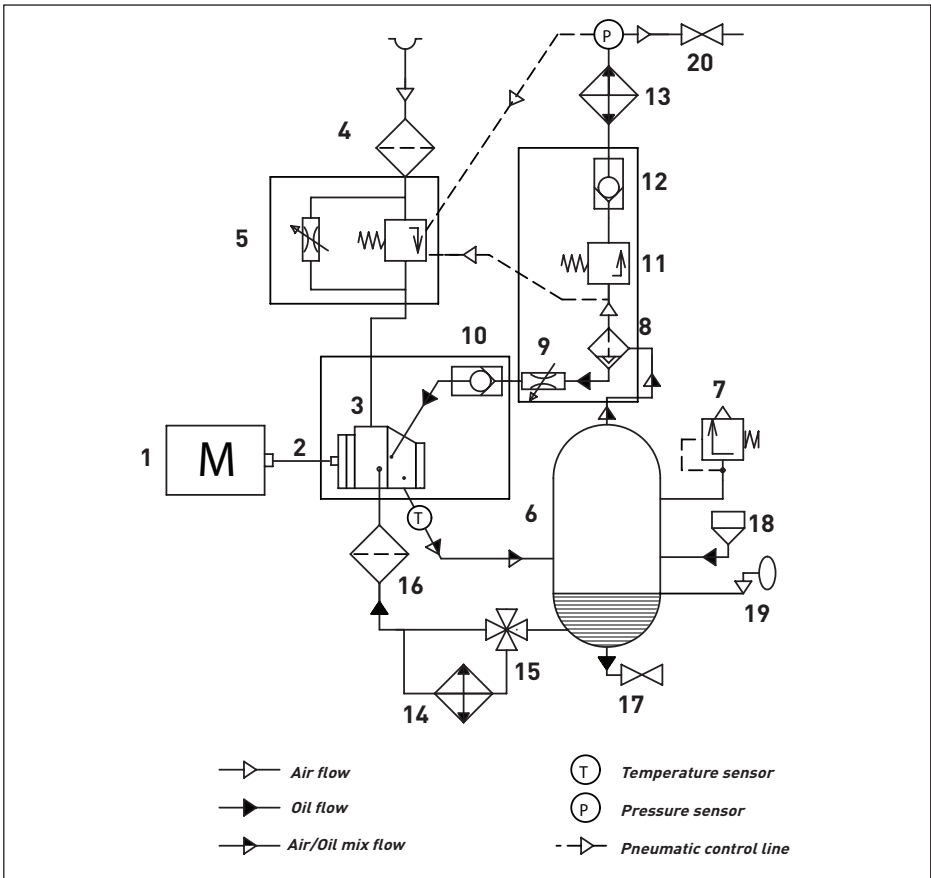 P
20
13
4
12
5
11
8
10
9
7
3
1
M
2
6
18
T
16
19
15
14
17
Air flow
T
Temperature sensor
Oil flow
P
Pressure sensor
Air/Oil mix flow
Pneumatic control line